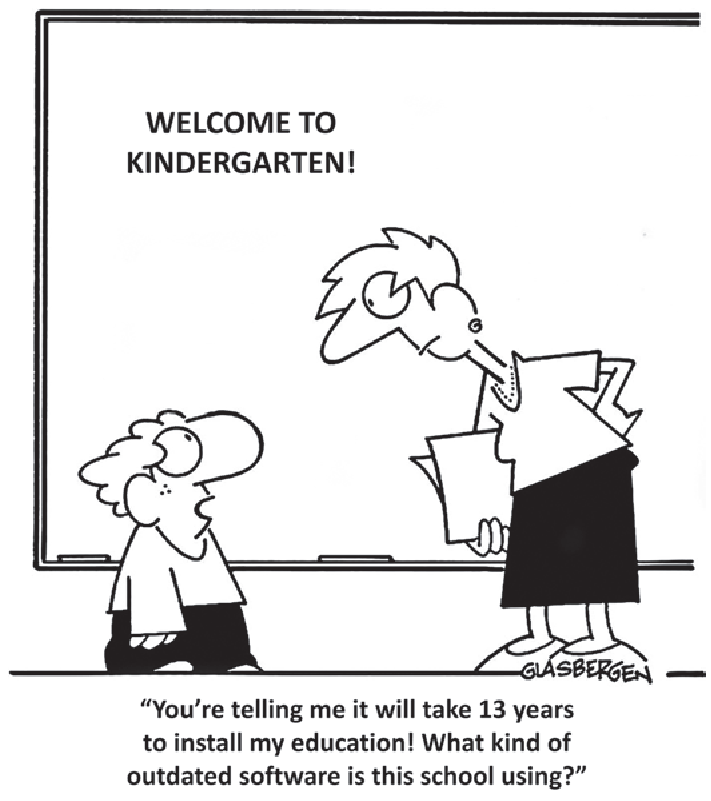 WELCOME TO
KINDERGARTEN!
GLASBERGEN
“You’re telling me it will take 13 years
to install my education! What kind of
outdated software is this school using?”